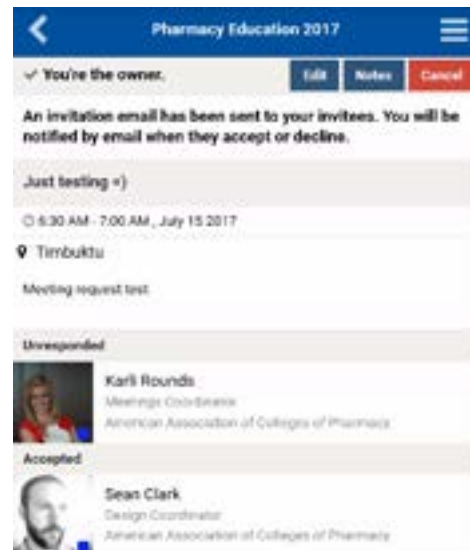 Pharmacy Education 2017
You're the owner.
Edit
Notes
Cancel
An invitation email has been sent to your invitees. You will be
notified by email when they accept or decline.
Just testing =)
6:30 AM - 7:00 AM, July 15 2017
Timbuktu
Meeting request test
Unresponded
Karli Rounds
Meetings Coordinator
American Association of Colleges of Pharmacy
Accepted
Sean Clark
Design Coordinator
American Association of Colleges of Pharmacy